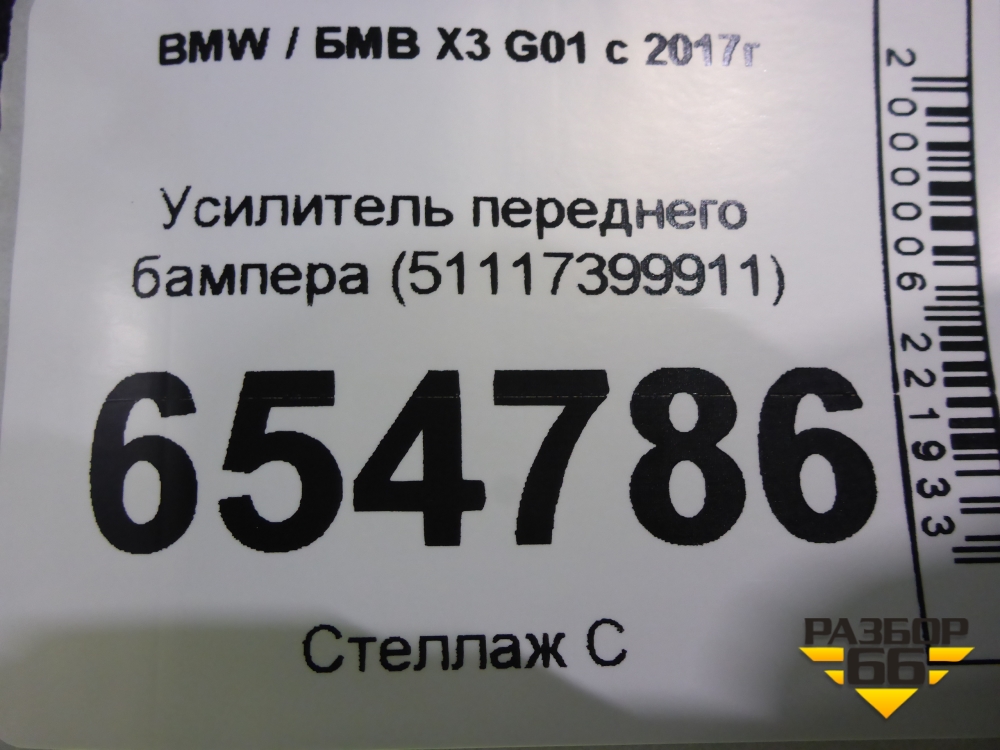 BMW / БМВ X3 G01 с 2017г
Усилитель переднего
бампера (51117399911)
654786
Стеллаж С
2000006221933
РАЗБОР
66